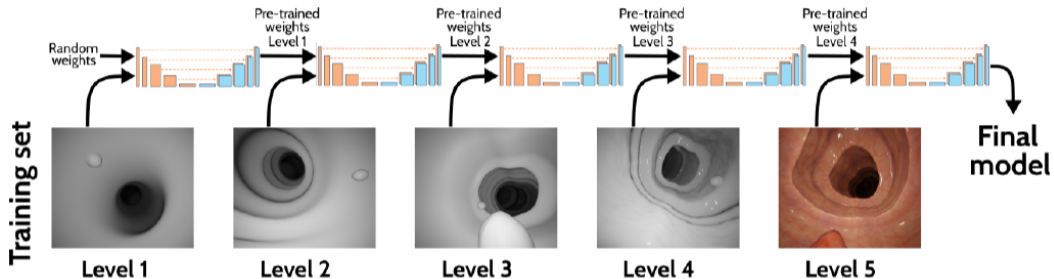 Random
weights
Pre-trained
weights
Level 1
Pre-trained
weights
Level 2
Pre-trained
weights
Level 3
Pre-trained
weights
Level 4
Training set
Final
model
Level 1
Level 2
Level 3
Level 4
Level 5